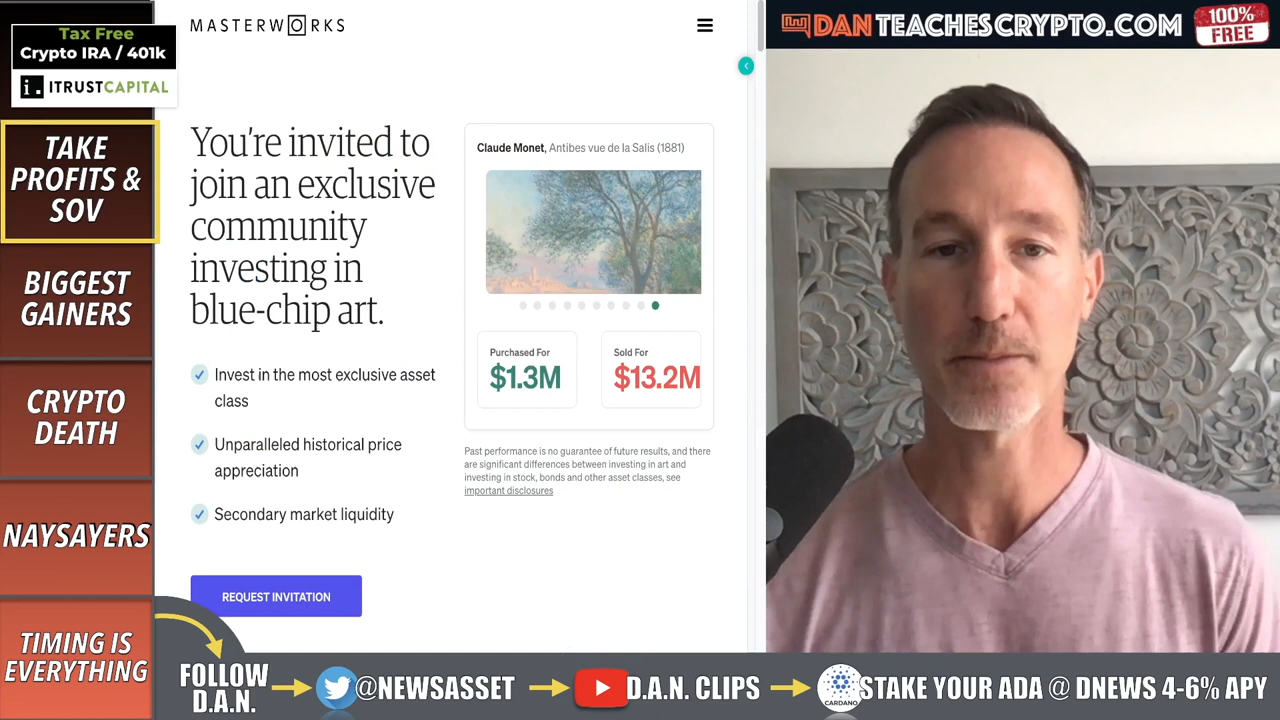 Tax Free
Crypto IRA / 401k
i. ITRUSTCAPITAL
TAKE
PROFITS &
SOV
BIGGEST
GAINERS
CRYPTO
DEATH
NAYSAYERS
TIMING IS
EVERYTHING
MASTERWORKS
You're invited to
join an exclusive
community
investing in
blue-chip art.
Invest in the most exclusive asset
class
Unparalleled historical price
appreciation
Secondary market liquidity
REQUEST INVITATION
Claude Monet, Antibes vue de la Salis (1881)
Purchased For
$1.3M
Sold For
$13.2M
Past performance is no guarantee of future results, and there
are significant differences between investing in art and
investing in stock, bonds and other asset classes, see
important disclosures
DANTEACHESCRYPTO.COM
100%
FREE
FOLLOW
D.A.N.
@NEWSASSET
D.A.N. CLIPS
CARDANO
STAKE YOUR ADA @ DNEWS 4-6% APY